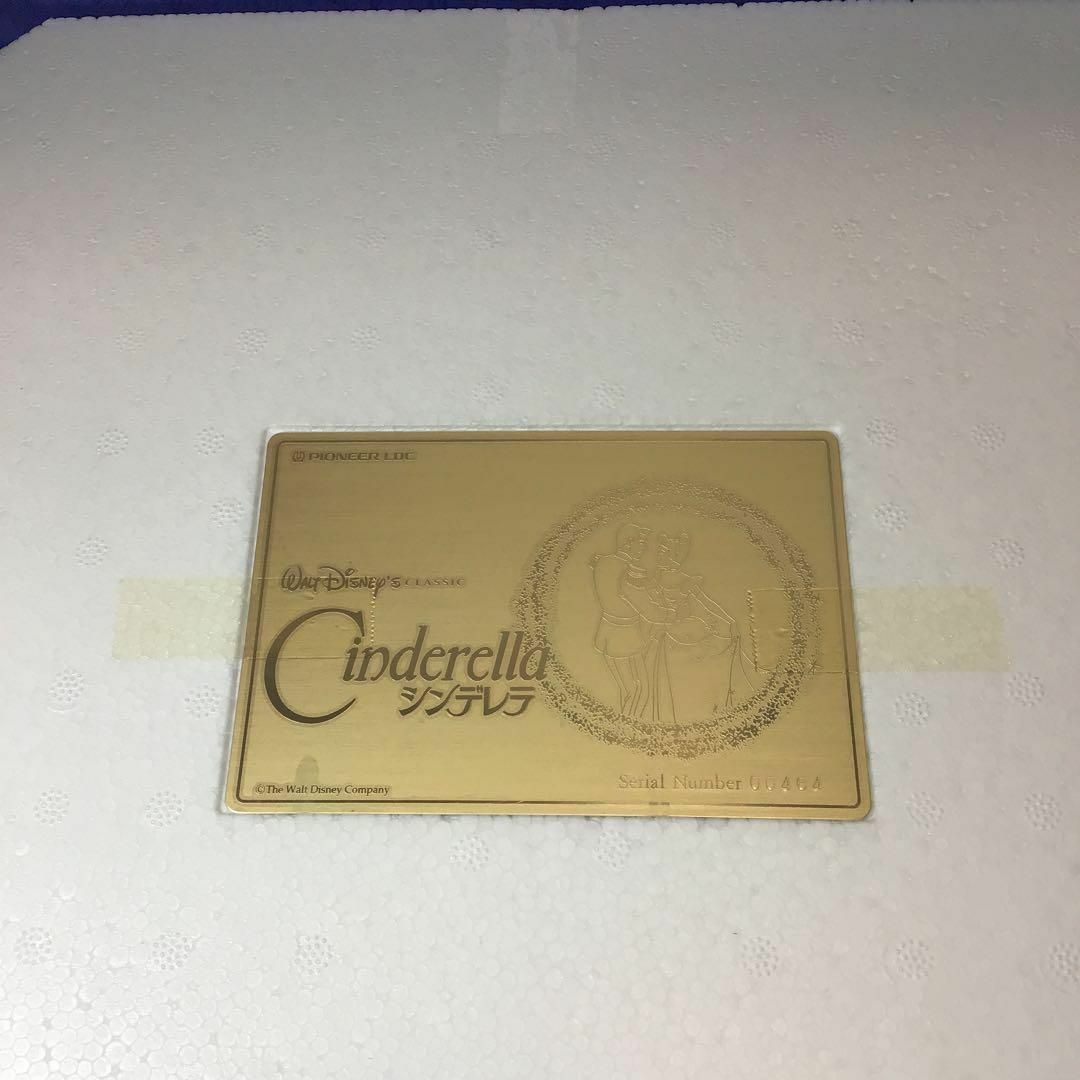 PIONEER LDC
WALT DISNEY'S CLASSIC
Cinderella
シンデレラ
Serial Number 00464
©The Walt Disney Company